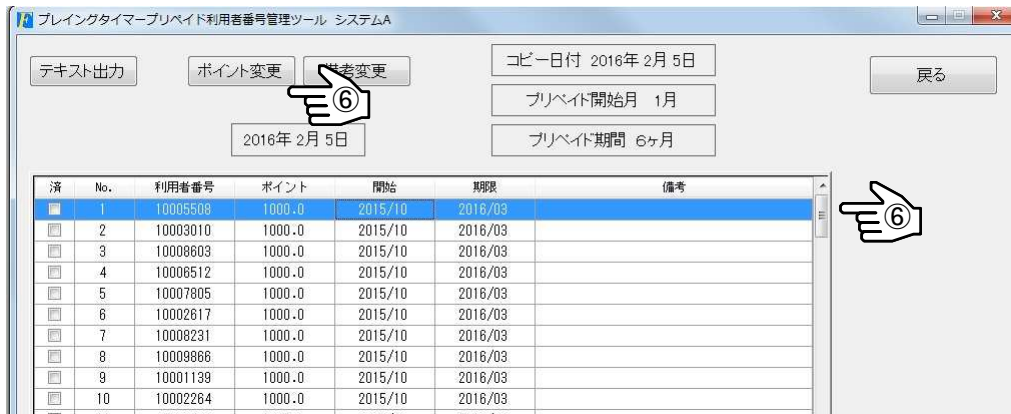 プレイングタイマープリペイド利用者番号管理ツール システムA
テキスト出力 ポイント変更 備考変更 コピー日付 2016年 2月 5日 戻る
⑥ プリペイド開始月 1月
2016年 2月 5日 プリペイド期間 6ヶ月
済 No. 利用者番号 ポイント 開始 期限 備考
1 10005508 1000.0 2015/10 2016/03 ⑥
2 10003010 1000.0 2015/10 2016/03
3 10008603 1000.0 2015/10 2016/03
4 10006512 1000.0 2015/10 2016/03
5 10007805 1000.0 2015/10 2016/03
6 10002617 1000.0 2015/10 2016/03
7 10008231 1000.0 2015/10 2016/03
8 10009866 1000.0 2015/10 2016/03
9 10001139 1000.0 2015/10 2016/03
10 10002264 1000.0 2015/10 2016/03